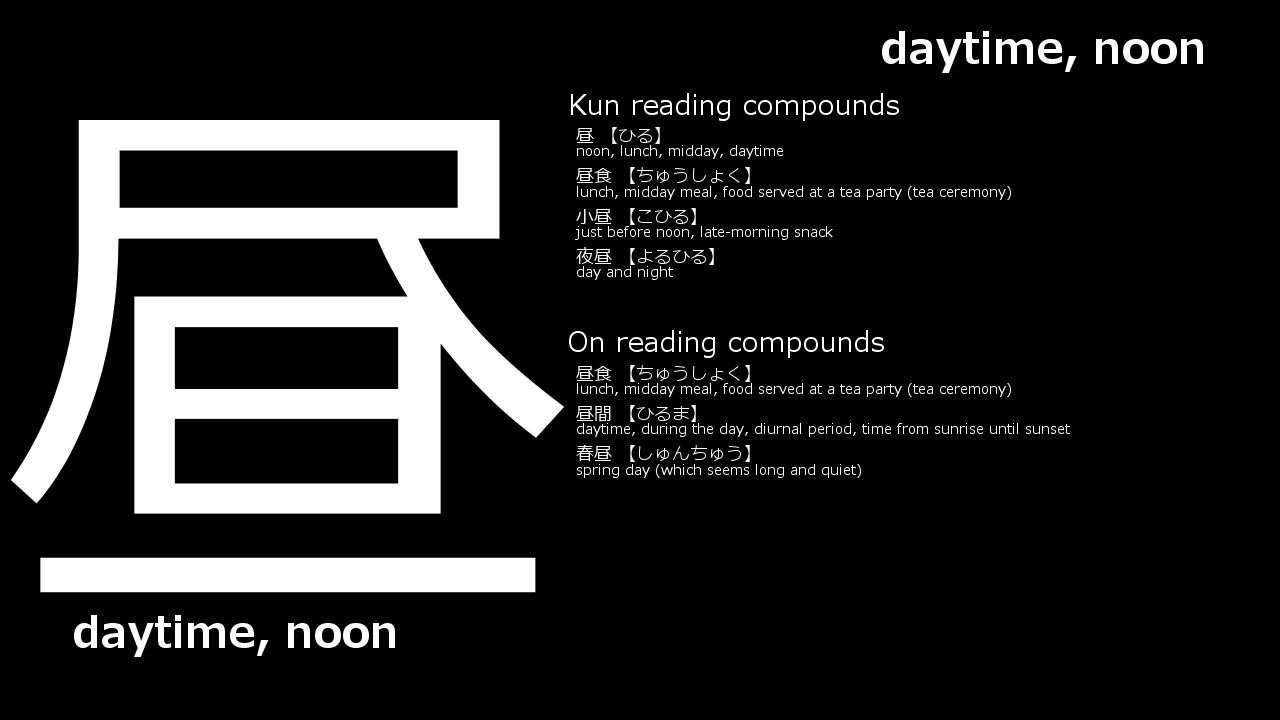 daytime, noon
昼
daytime, noon
Kun reading compounds
昼 【ひる】
noon, lunch, midday, daytime
昼食 【ちゅうしょく】
lunch, midday meal, food served at a tea party (tea ceremony)
小昼 【こひる】
just before noon, late-morning snack
夜昼 【よるひる】
day and night
On reading compounds
昼食 【ちゅうしょく】
lunch, midday meal, food served at a tea party (tea ceremony)
昼間 【ひるま】
daytime, during the day, diurnal period, time from sunrise until sunset
春昼 【しゅんちゅう】
spring day (which seems long and quiet)